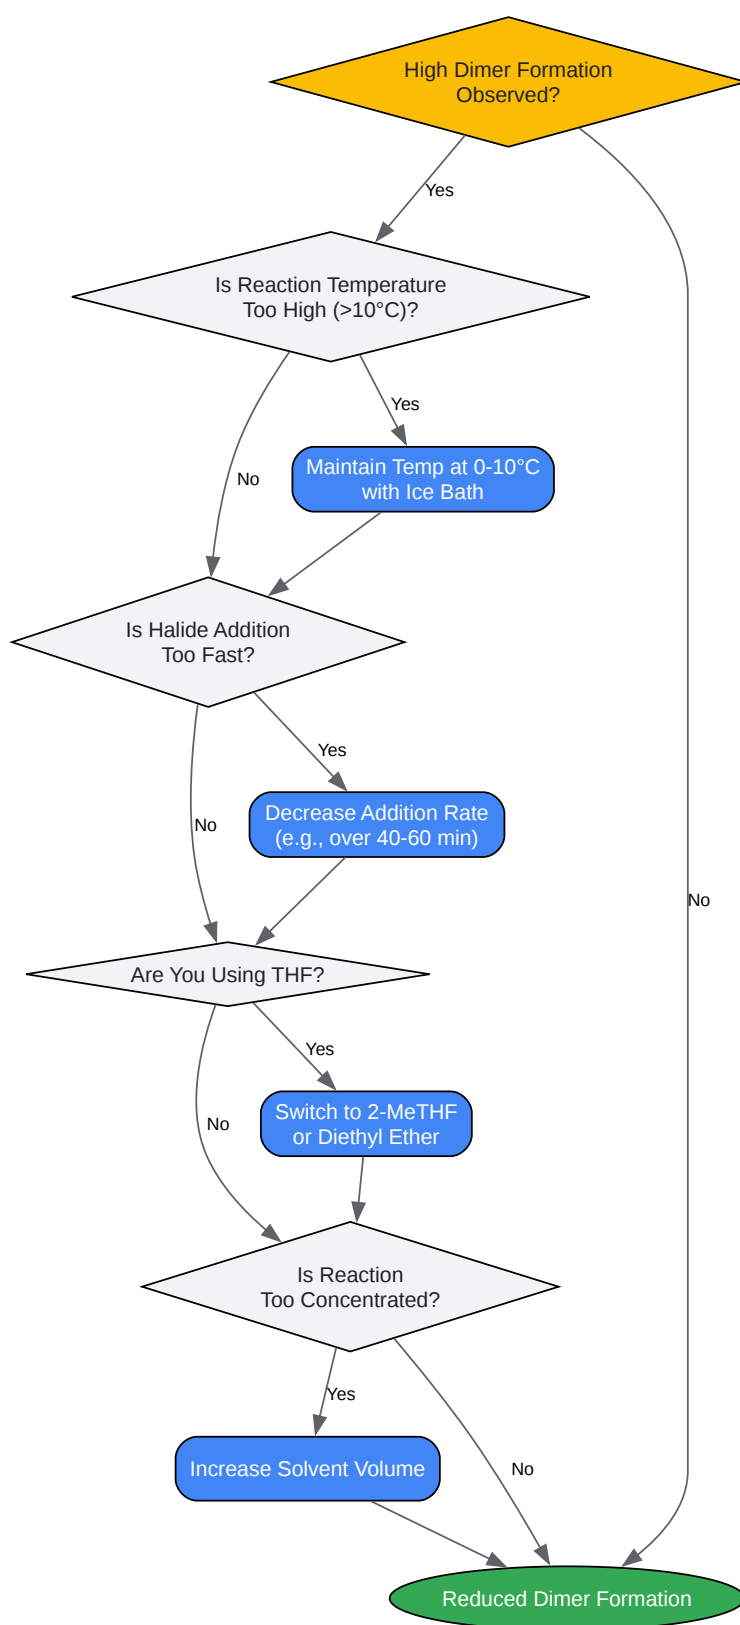 High Dimer Formation
Observed?
Yes
Is Reaction Temperature
Too High (>10°C)?
Yes
Maintain Temp at 0-10°C
with Ice Bath
No
Is Halide Addition
Too Fast?
Yes
Decrease Addition Rate
(e.g., over 40-60 min)
No
No
Are You Using THF?
Yes
Switch to 2-MeTHF
or Diethyl Ether
No
Is Reaction
Too Concentrated?
Yes
Increase Solvent Volume
No
Reduced Dimer Formation